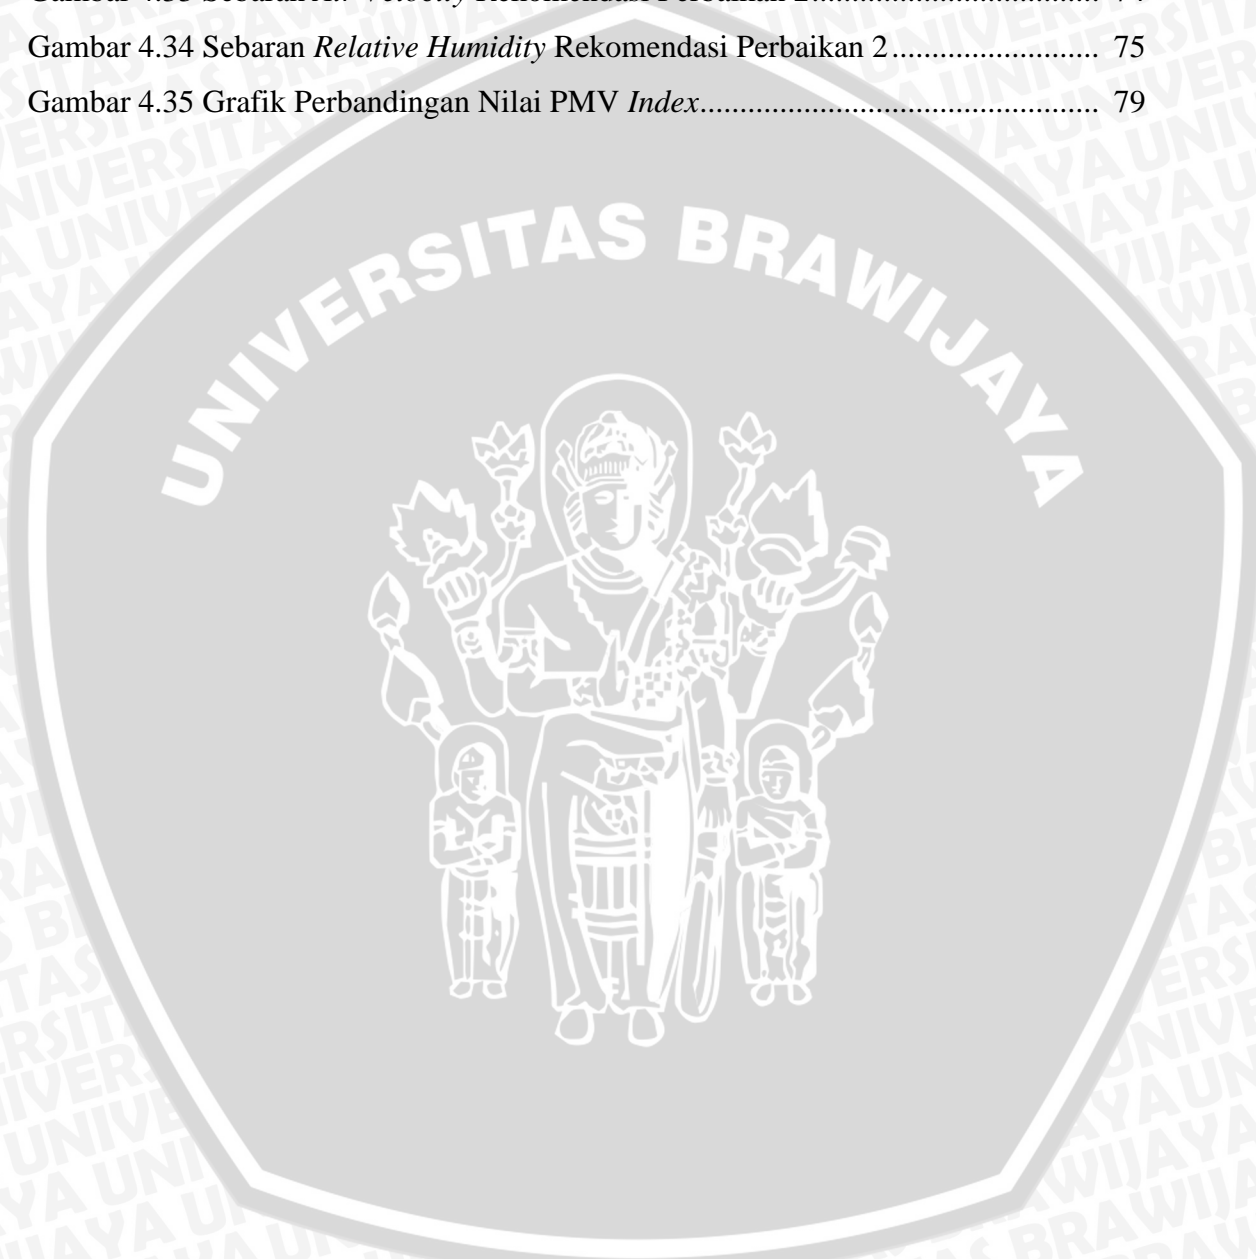 Gambar 4.34 Sebaran Relative Humidity Rekomendasi Perbaikan 2........................ 75
Gambar 4.35 Grafik Perbandingan Nilai PMV Index.............................................. 79
UNIVERSITAS BRAWIJAYA